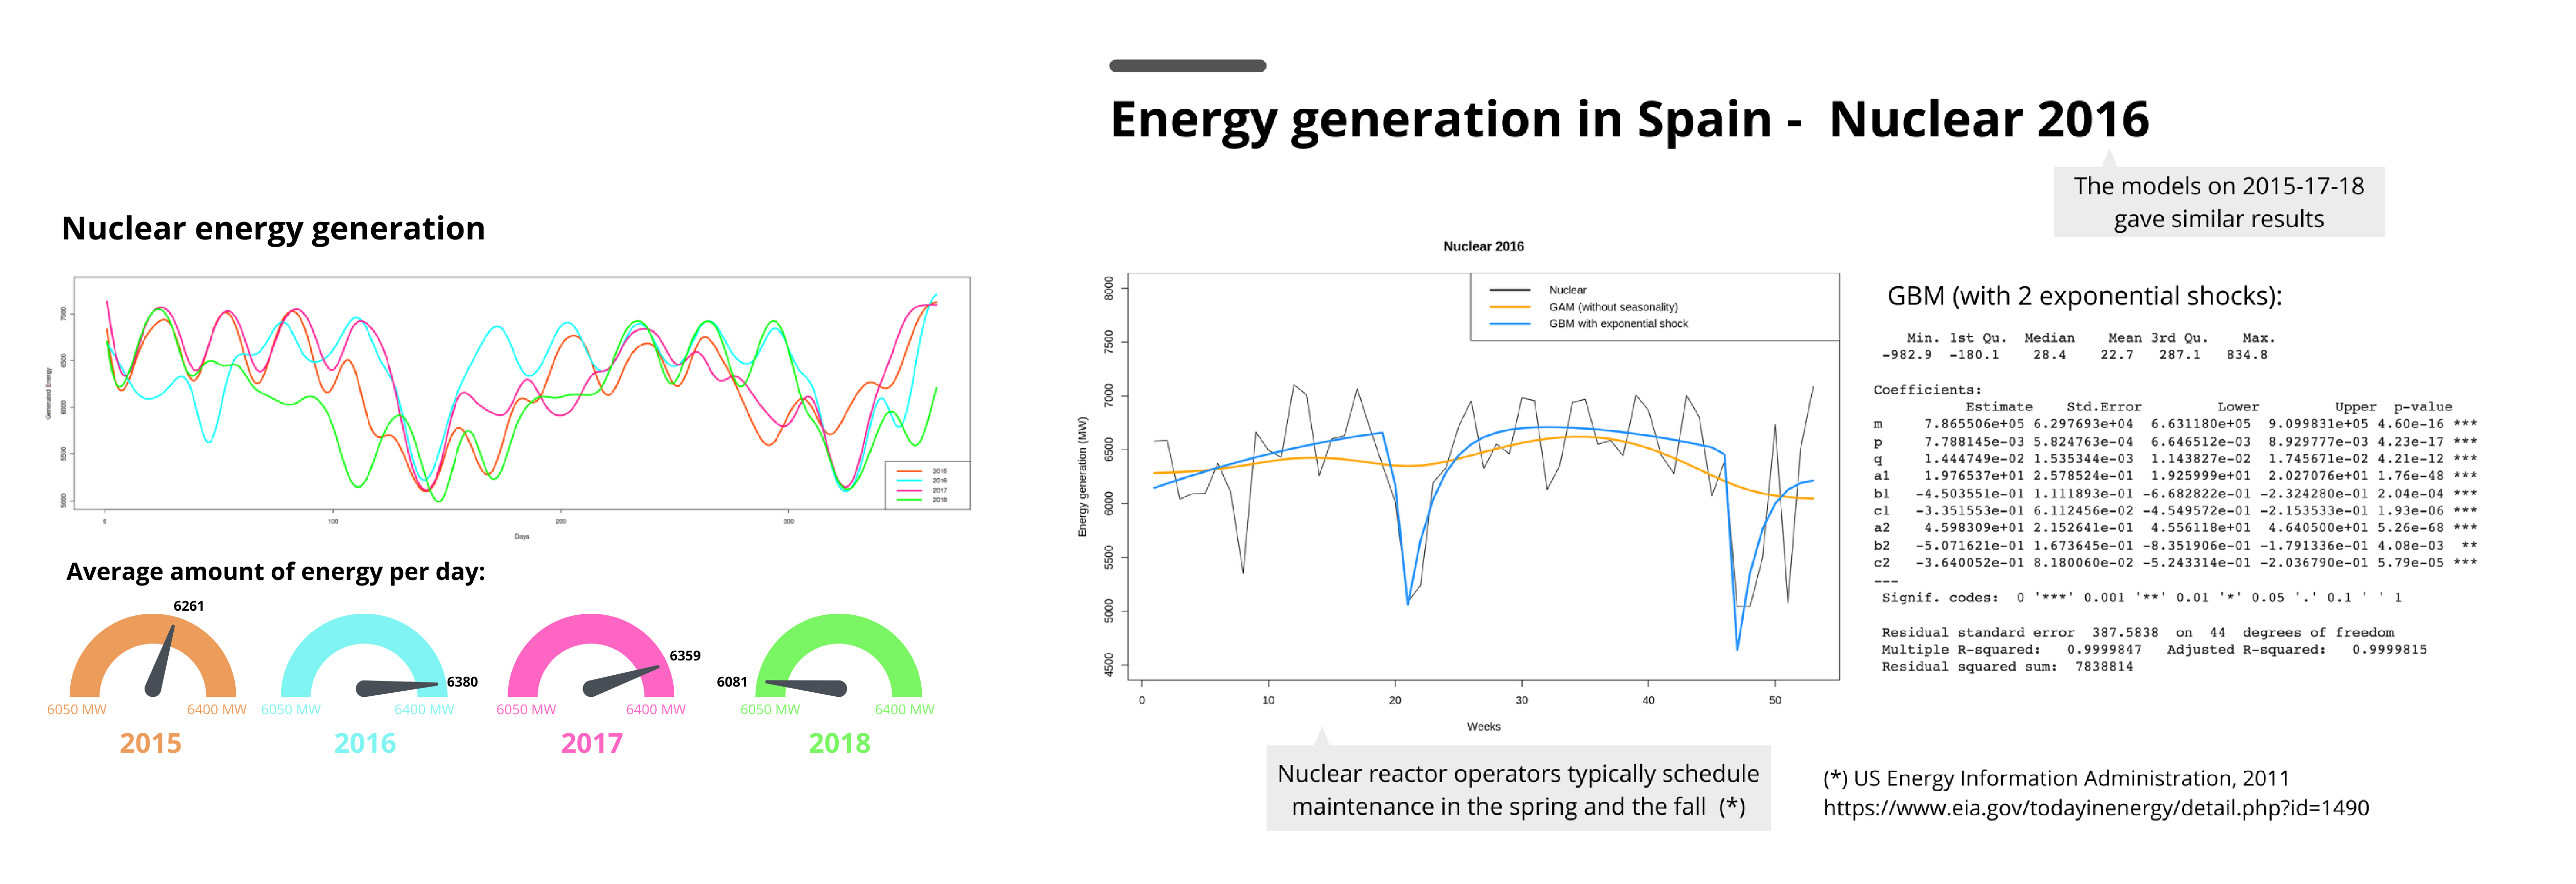 Energy generation in Spain - Nuclear 2016
The models on 2015-17-18
gave similar results
Nuclear energy generation
7000
6500
6000
5500
5000
Generated Energy
0
100
200
300
Days
2015
2016
2017
2018
Average amount of energy per day:
6261
6050 MW
6400 MW
2015
6380
6050 MW
6400 MW
2016
6359
6050 MW
6400 MW
2017
6081
6050 MW
6400 MW
2018
Nuclear 2016
Nuclear
GAM (without seasonality)
GBM with exponential shock
8000
7500
7000
6500
6000
5500
5000
4500
Energy generation (MW)
0
10
20
30
40
50
Weeks
Nuclear reactor operators typically schedule
maintenance in the spring and the fall (*)
GBM (with 2 exponential shocks):
Min. 1st Qu. Median Mean 3rd Qu. Max.
-982.9 -180.1 28.4 22.7 287.1 834.8
Coefficients:
Estimate Std.Error Lower Upper p-value
m 7.865506e+05 6.297693e+04 6.631180e+05 9.099831e+05 4.60e-16 ***
p 7.788145e-03 5.824763e-04 6.646512e-03 8.929777e-03 4.23e-17 ***
q 1.444749e-02 1.535344e-03 1.143827e-02 1.745671e-02 4.21e-12 ***
a1 1.976537e+01 2.578524e-01 1.925999e+01 2.027076e+01 1.76e-48 ***
b1 -4.503551e-01 1.111893e-01 -6.682822e-01 -2.324280e-01 2.04e-04 ***
c1 -3.351553e-01 6.112456e-02 -4.549572e-01 -2.153533e-01 1.93e-06 ***
a2 4.598309e+01 2.152641e-01 4.556118e+01 4.640500e+01 5.26e-68 ***
b2 -5.071621e-01 1.673645e-01 -8.351906e-01 -1.791336e-01 4.08e-03 **
c2 -3.640052e-01 8.180060e-02 -5.243314e-01 -2.036790e-01 5.79e-05 ***
---
Signif. codes: 0 '***' 0.001 '**' 0.01 '*' 0.05 '.' 0.1 ' ' 1
Residual standard error 387.5838 on 44 degrees of freedom
Multiple R-squared: 0.9999847 Adjusted R-squared: 0.9999815
Residual squared sum: 7838814
(*) US Energy Information Administration, 2011
https://www.eia.gov/todayinenergy/detail.php?id=1490